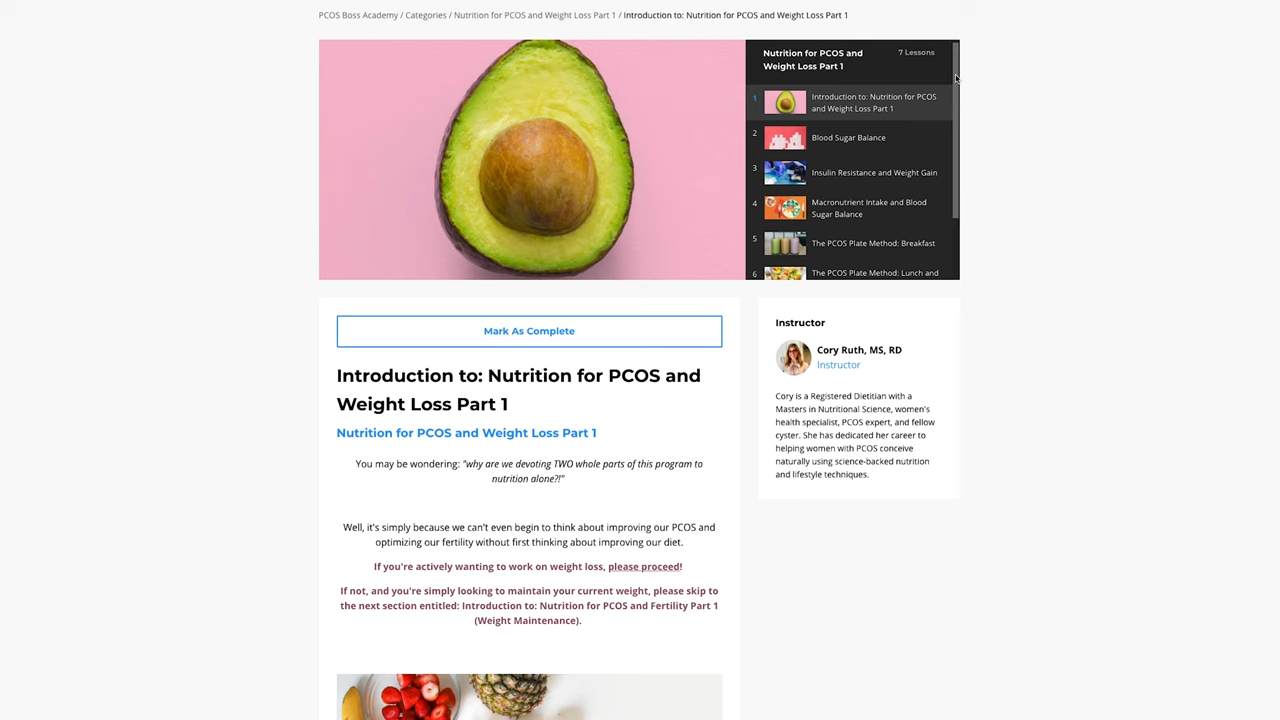 PCOS Boss Academy / Categories / Nutrition for PCOS and Weight Loss Part 1 / Introduction to: Nutrition for PCOS and Weight Loss Part 1
Nutrition for PCOS and
Weight Loss Part 1
7 Lessons
1
Introduction to: Nutrition for PCOS
and Weight Loss Part 1
2
Blood Sugar Balance
3
Insulin Resistance and Weight Gain
4
Macronutrient Intake and Blood
Sugar Balance
5
The PCOS Plate Method: Breakfast
6
The PCOS Plate Method: Lunch and
Mark As Complete
Introduction to: Nutrition for PCOS and
Weight Loss Part 1
Nutrition for PCOS and Weight Loss Part 1
You may be wondering: "why are we devoting TWO whole parts of this program to
nutrition alone?!"
Well, it's simply because we can't even begin to think about improving our PCOS and
optimizing our fertility without first thinking about improving our diet.
If you're actively wanting to work on weight loss, please proceed!
If not, and you're simply looking to maintain your current weight, please skip to
the next section entitled: Introduction to: Nutrition for PCOS and Fertility Part 1
(Weight Maintenance).
Instructor
Cory Ruth, MS, RD
Instructor
Cory is a Registered Dietitian with a
Masters in Nutritional Science, women's
health specialist, PCOS expert, and fellow
cyster. She has dedicated her career to
helping women with PCOS conceive
naturally using science-backed nutrition
and lifestyle techniques.